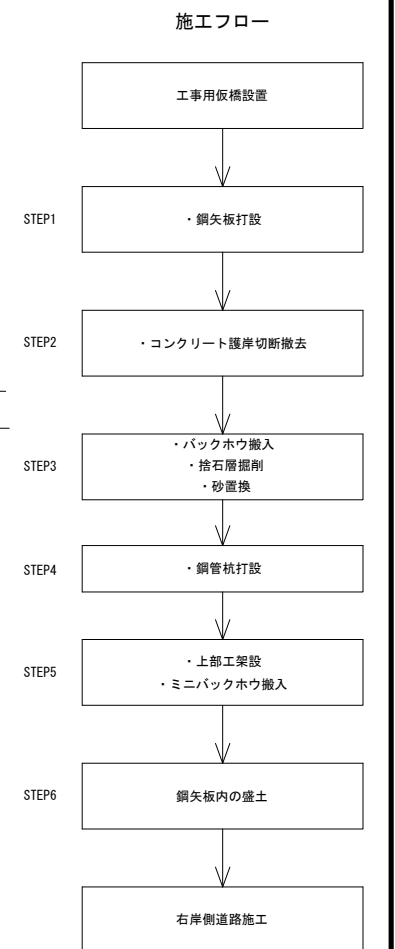 施工フロー
工事用仮橋設置
STEP1
・鋼矢板打設
STEP2
・コンクリート護岸切断撤去
STEP3
・バックホウ搬入
・捨石層掘削
・砂置換
STEP4
・鋼管杭打設
STEP5
・上部工架設
・ミニバックホウ搬入
STEP6
鋼矢板内の盛土
右岸側道路施工